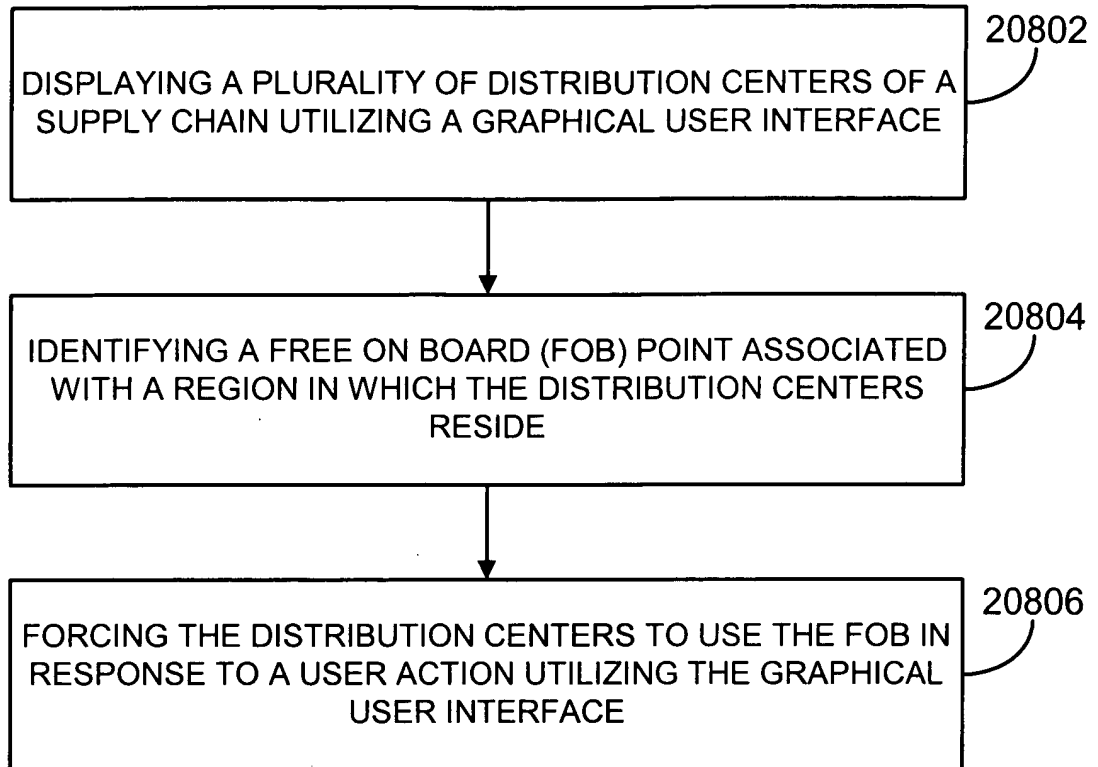 20802
DISPLAYING A PLURALITY OF DISTRIBUTION CENTERS OF A
SUPPLY CHAIN UTILIZING A GRAPHICAL USER INTERFACE
20804
IDENTIFYING A FREE ON BOARD (FOB) POINT ASSOCIATED
WITH A REGION IN WHICH THE DISTRIBUTION CENTERS
RESIDE
20806
FORCING THE DISTRIBUTION CENTERS TO USE THE FOB IN
RESPONSE TO A USER ACTION UTILIZING THE GRAPHICAL
USER INTERFACE